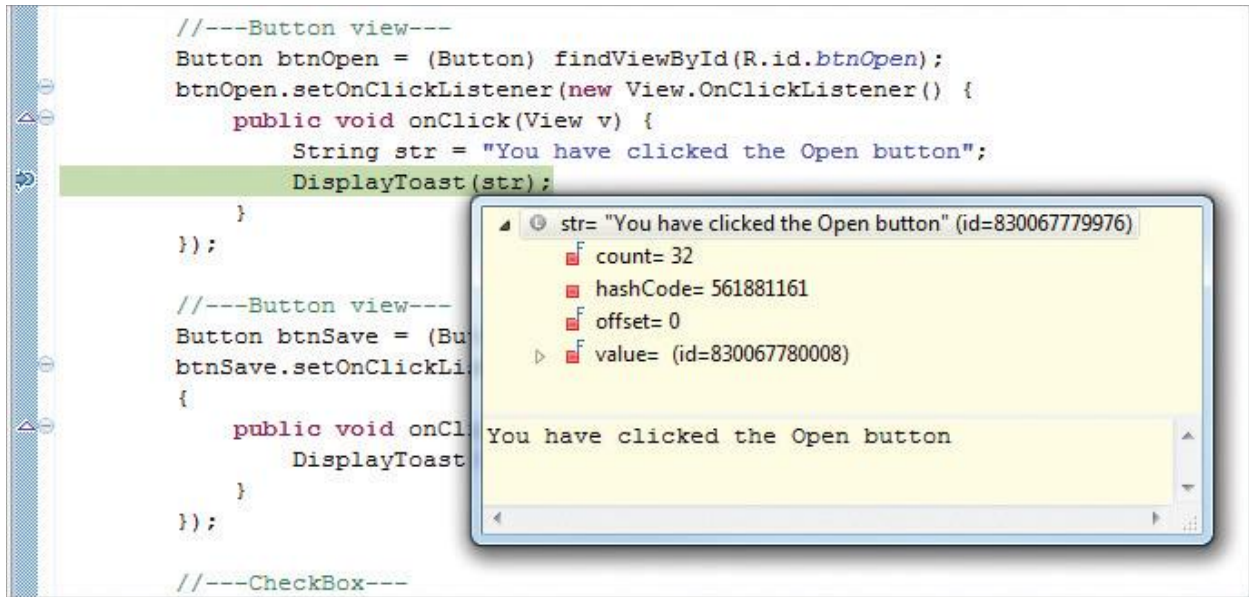 //---Button view---
Button btnOpen = (Button) findViewById(R.id.btnOpen);
btnOpen.setOnClickListener(new View.OnClickListener() {
public void onClick(View v) {
String str = "You have clicked the Open button";
DisplayToast(str);
}
});
//---Button view---
Button btnSave = (Bu
btnSave.setOnClickLi
{
public void onCl
DisplayToast
}
});
//---CheckBox---
str= "You have clicked the Open button" (id=830067779976)
count= 32
hashCode= 561881161
offset= 0
value= (id=830067780008)
You have clicked the Open button